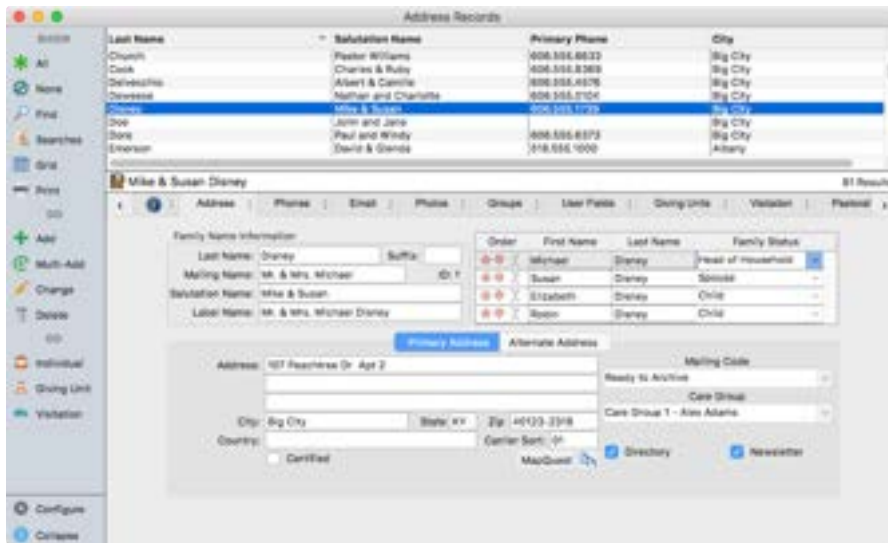 Address Records
All
None
Find
Searches
Grid
Print
Add
Multi-Add
Change
Delete
Individual
Giving Unit
Visitation
Configure
Collapse
Last Name Salutation Name Primary Phone City
Church Pastor Williams Big City
Cook Charles & Ruby Big City
Delvecchio Albert & Camille Big City
Deweese Nathan and Charlotte Big City
Disney Mike & Susan Big City
Doe John and Jane Big City
Dore Paul and Windy Big City
Emerson David & Glenda Albany
Mike & Susan Disney
Address Phones Email Photos Groups User Fields Giving Units Visitation Pastoral
Family Name Information
Last Name: Disney Suffix:
Mailing Name: Mr. & Mrs. Michael ID: 1
Salutation Name: Mike & Susan
Label Name: Mr. & Mrs. Michael Disney
Order First Name Last Name Family Status
Michael Disney Head of Household
Susan Disney Spouse
Elizabeth Disney Child
Disney Child
Primary Address Alternate Address
Address: 107 Peachtree Dr Apt 2
City: Big City State: KY Zip: 40123-2318
Country: Carrier Sort: 01
Certified MapQuest
Mailing Code
Ready to Archive
Care Group
Care Group 1 - Alex Adams
Directory Newsletter